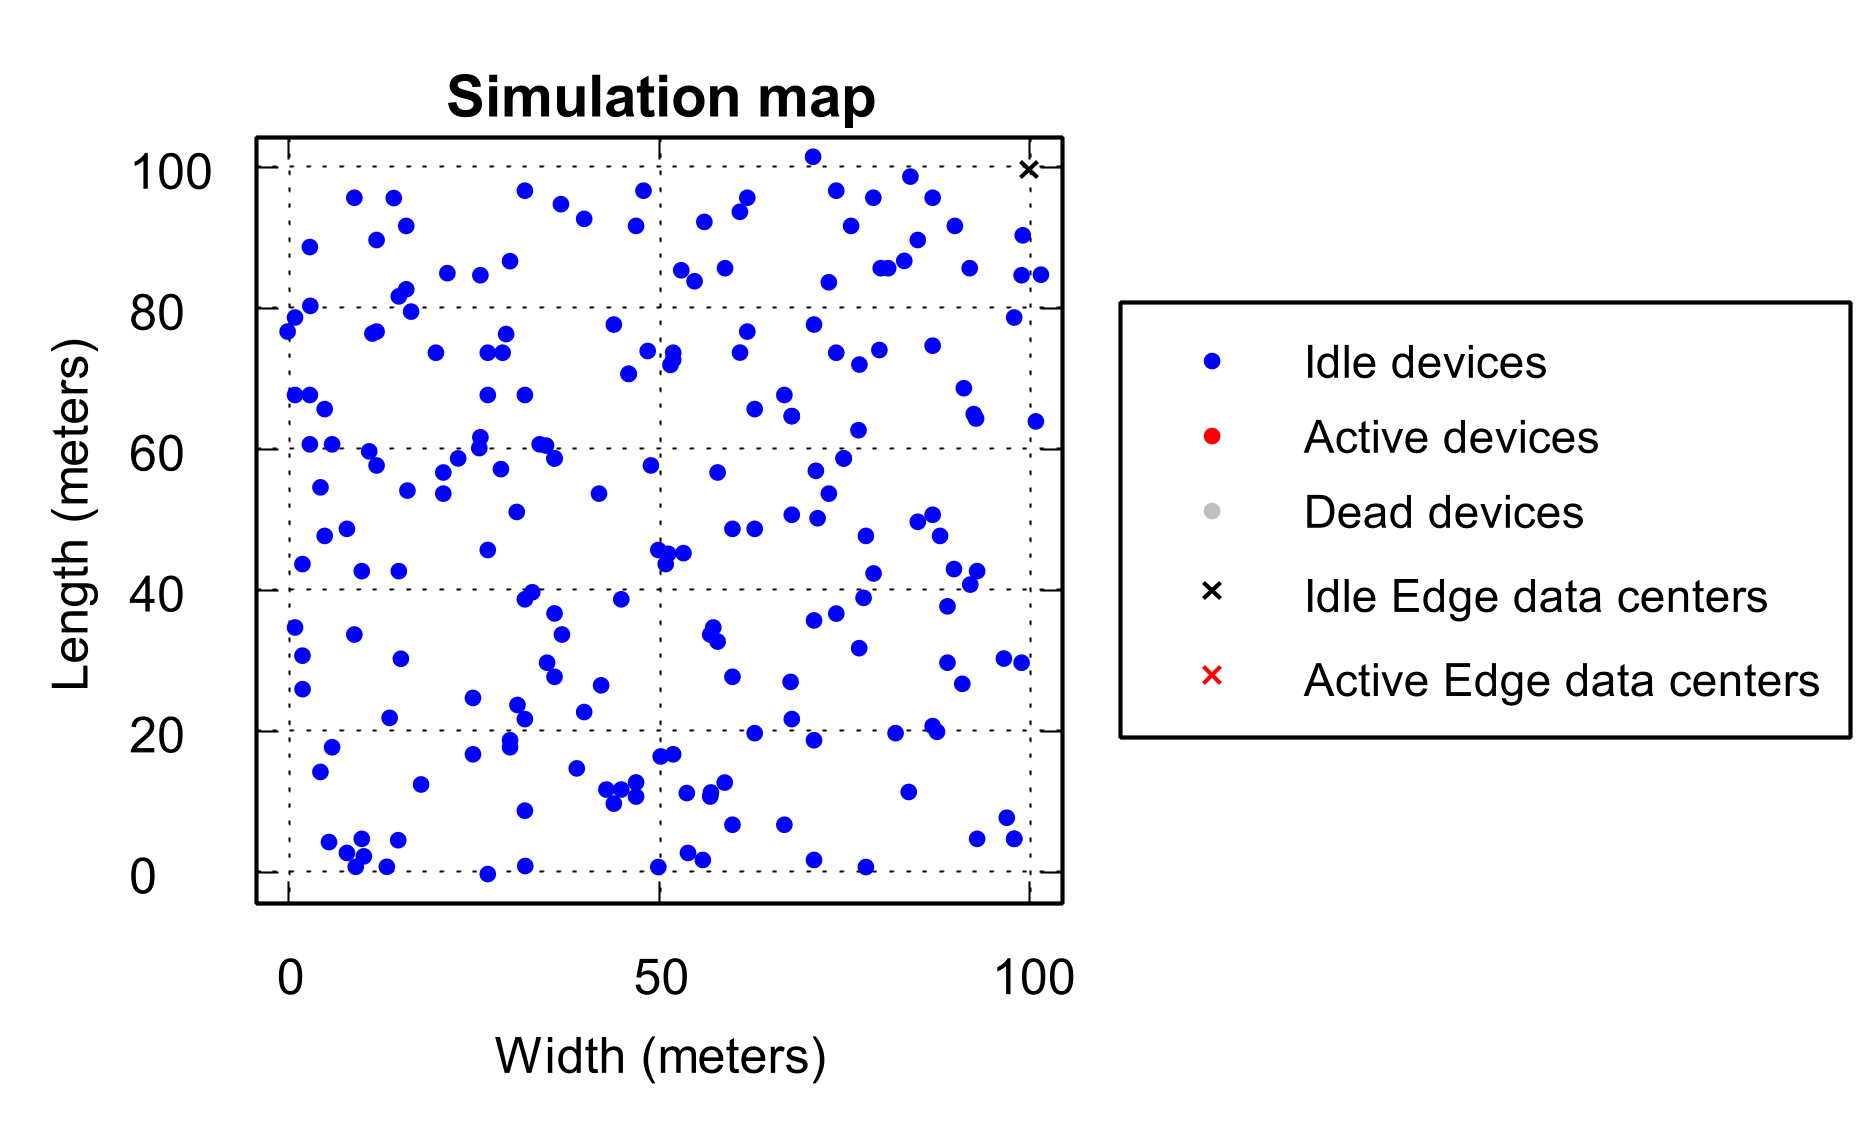 Simulation map
100
80
60
40
20
0
Length (meters)
0 50 100
Width (meters)
Idle devices
Active devices
Dead devices
Idle Edge data centers
Active Edge data centers